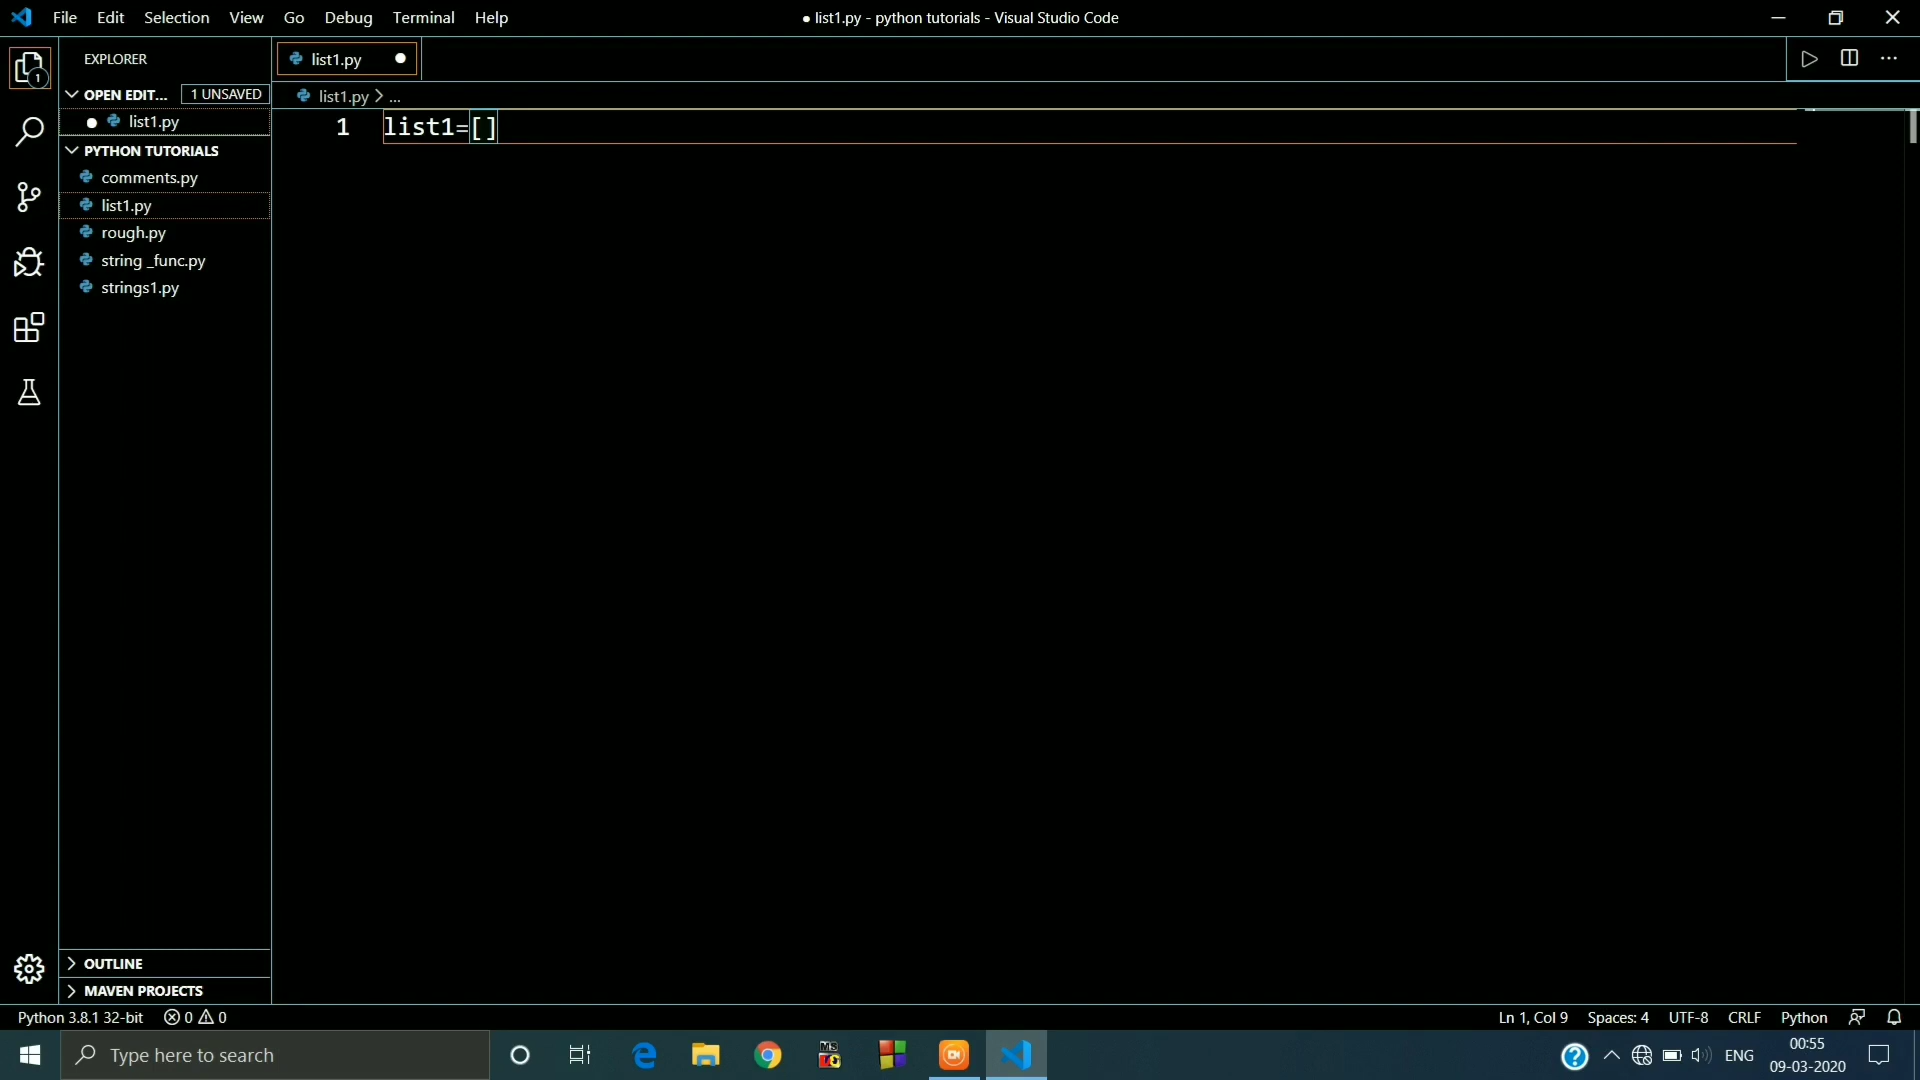 File Edit Selection View Go Debug Terminal Help
● list1.py - python tutorials - Visual Studio Code
EXPLORER
list1.py
1
OPEN EDIT... 1 UNSAVED
list1.py > ...
list1.py
1 list1=[]
PYTHON TUTORIALS
comments.py
list1.py
rough.py
string _func.py
strings1.py
OUTLINE
MAVEN PROJECTS
Python 3.8.1 32-bit 0 0
Ln 1, Col 9 Spaces: 4 UTF-8 CRLF Python
Type here to search
ENG
00:55
09-03-2020